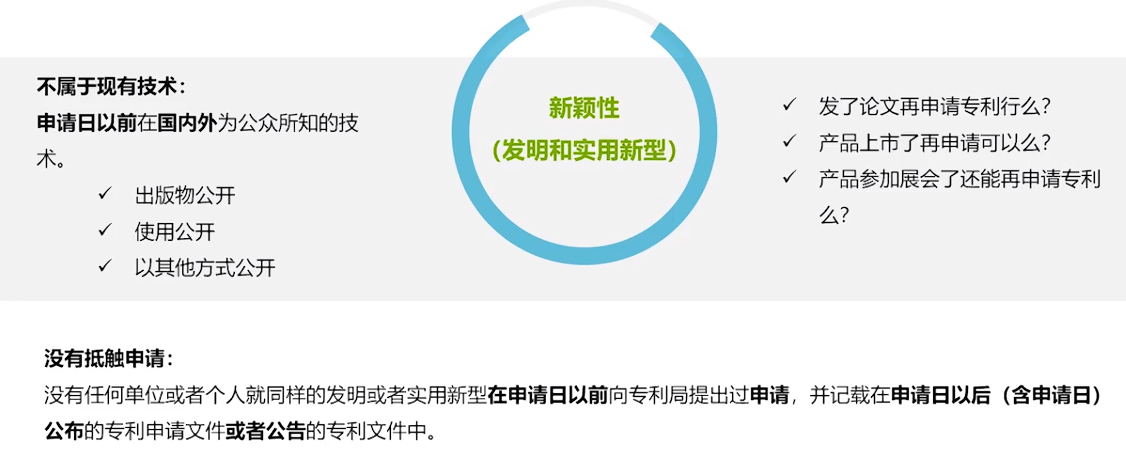 不属于现有技术：
申请日以前在国内外为公众所知的技
术。
✓ 出版物公开
✓ 使用公开
✓ 以其他方式公开
新颖性
（发明和实用新型）
✓ 发了论文再申请专利行么？
✓ 产品上市了再申请可以么？
✓ 产品参加展会了还能再申请专利
么？
没有抵触申请：
没有任何单位或者个人就同样的发明或者实用新型在申请日以前向专利局提出过申请，并记载在申请日以后（含申请日）
公布的专利申请文件或者公告的专利文件中。